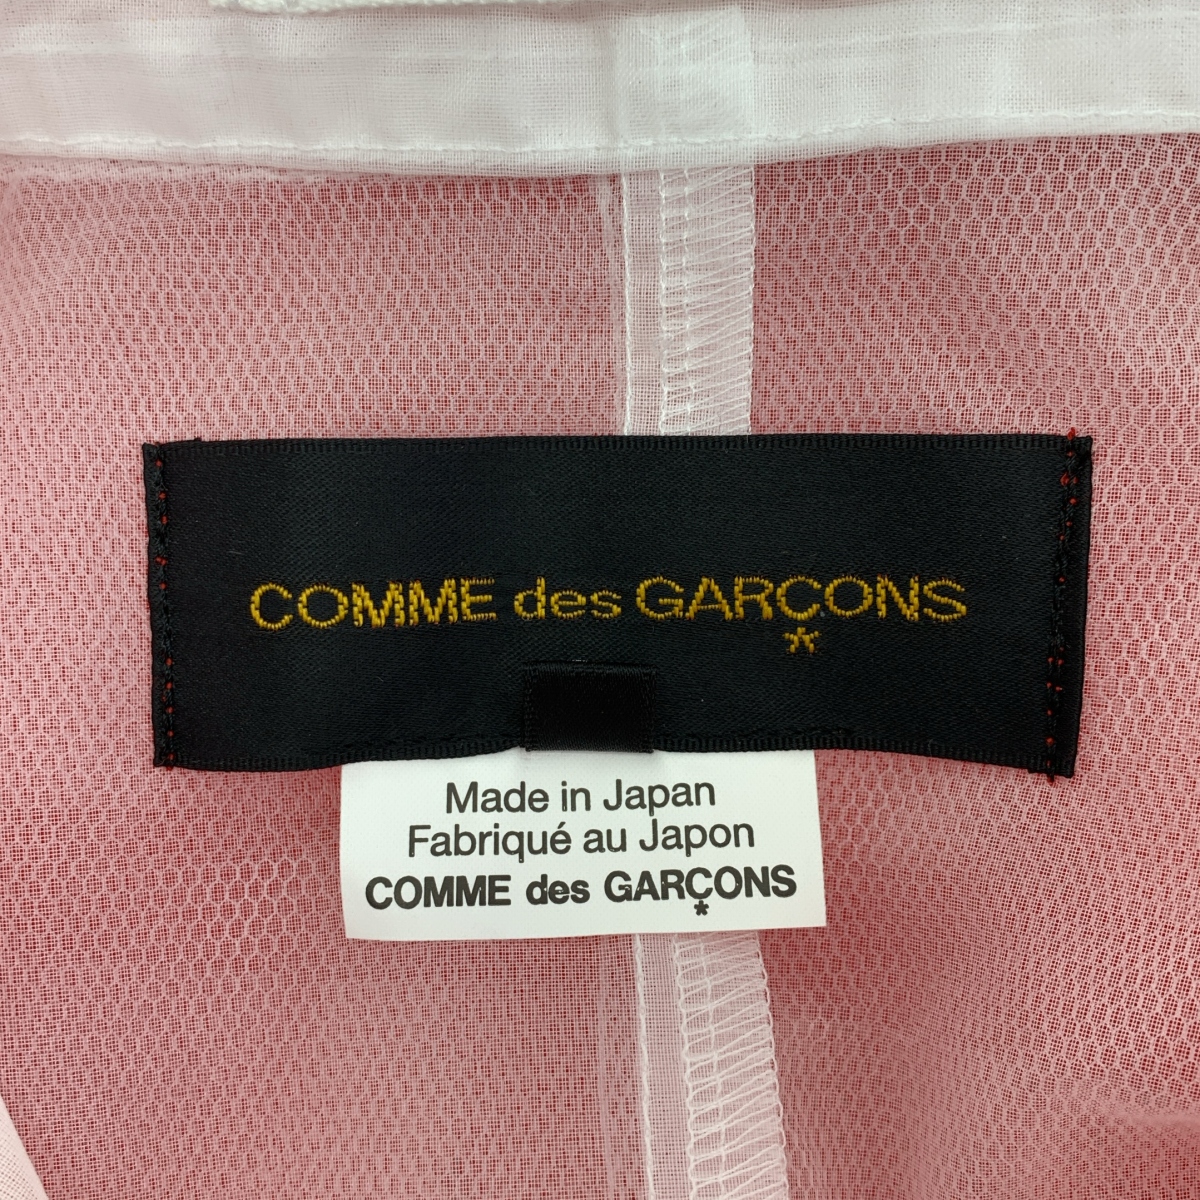 COMME des GARÇONS
*
Made in Japan
Fabriqué au Japon
COMME des GARÇONS
*